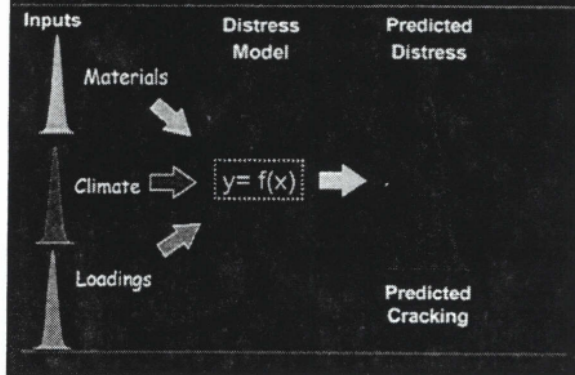 Inputs
Distress
Model
Predicted
Distress
Materials
Climate
y= f(x)
Loadings
Predicted
Cracking